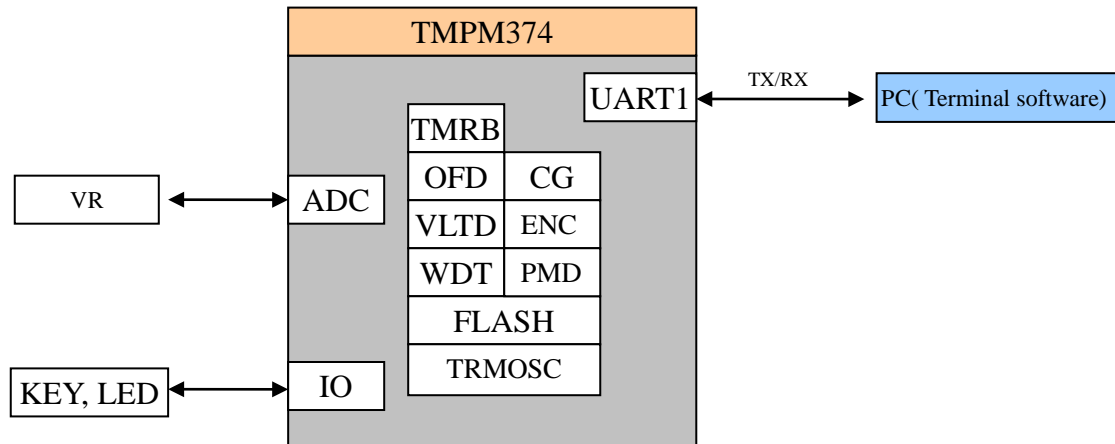 TMPM374
UART1
TX/RX
PC( Terminal software)
TMRB
OFD
CG
VR
ADC
VLTD
ENC
WDT
PMD
FLASH
TRMOSC
KEY, LED
IO